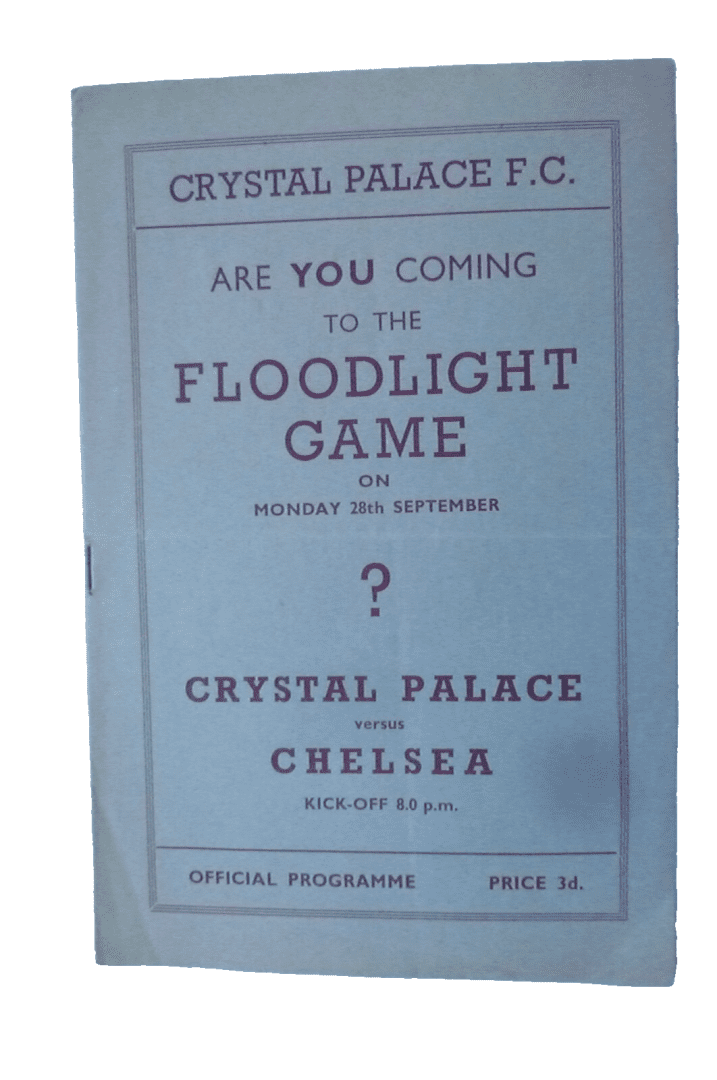 CRYSTAL PALACE F.C.
ARE YOU COMING
TO THE
FLOODLIGHT
GAME
ON
MONDAY 28th SEPTEMBER
?
CRYSTAL PALACE
versus
CHELSEA
KICK-OFF 8.0 p.m.
OFFICIAL PROGRAMME PRICE 3d.